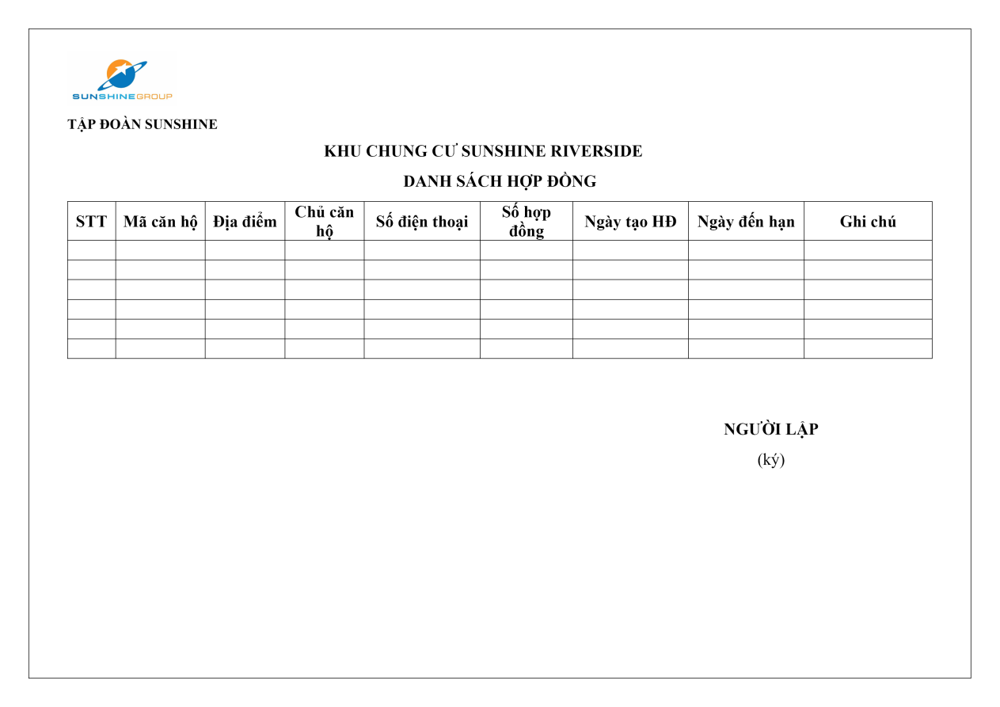 SUNSHINEGROUP
TẬP ĐOÀN SUNSHINE
KHU CHUNG CƯ SUNSHINE RIVERSIDE
DANH SÁCH HỢP ĐỒNG
STT Mã căn hộ Địa điểm Chủ căn hộ Số điện thoại Số hợp đồng Ngày tạo HĐ Ngày đến hạn Ghi chú
NGƯỜI LẬP
(ký)